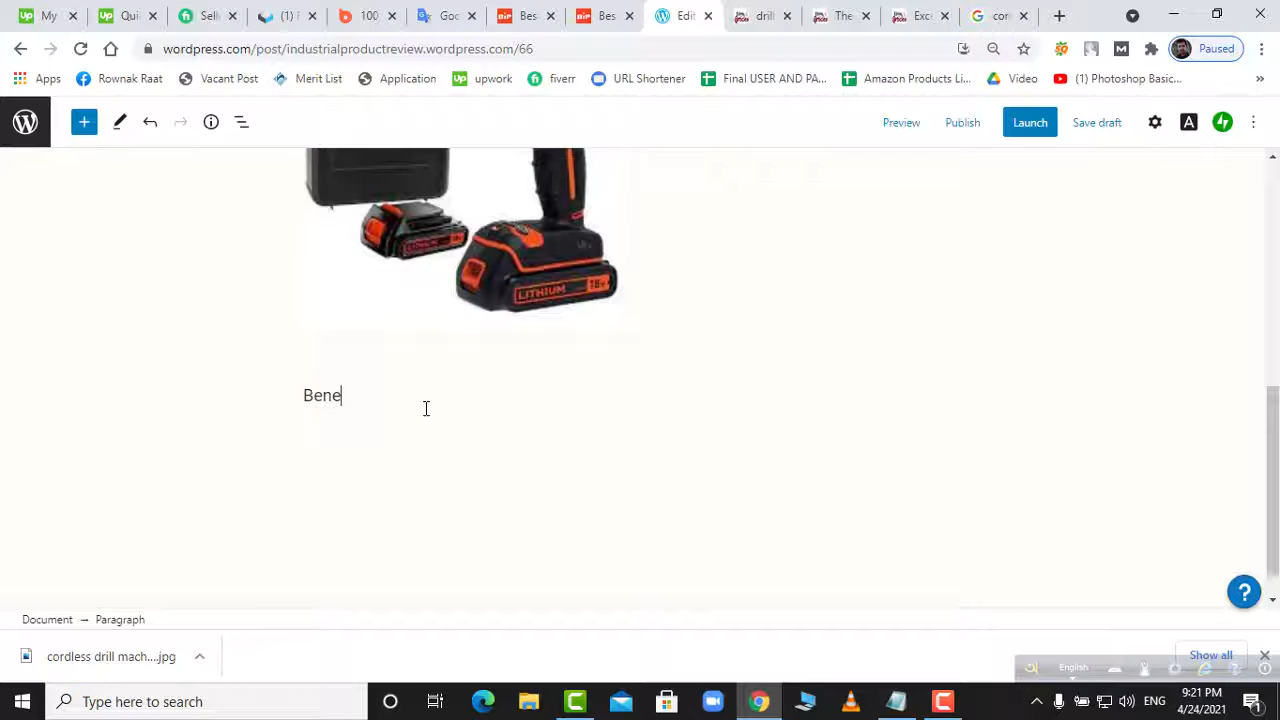 My
Qui
Sell
(1) F
100
Goc
Bes
Bes
Edit
drill
The
Exc
cor
wordpress.com/post/industrialproductreview.wordpress.com/66
Paused
Apps
Rownak Raat
Vacant Post
Merit List
Application
upwork
fiverr
URL Shortener
Final USER AND PA...
Amazon Products Li...
Video
(1) Photoshop Basic...
Preview
Publish
Launch
Save draft
LITHIUM
LITHIUM 18v
Bene
Document → Paragraph
cordless drill mach....jpg
Show all
English
Type here to search
ENG
9:21 PM
4/24/2021